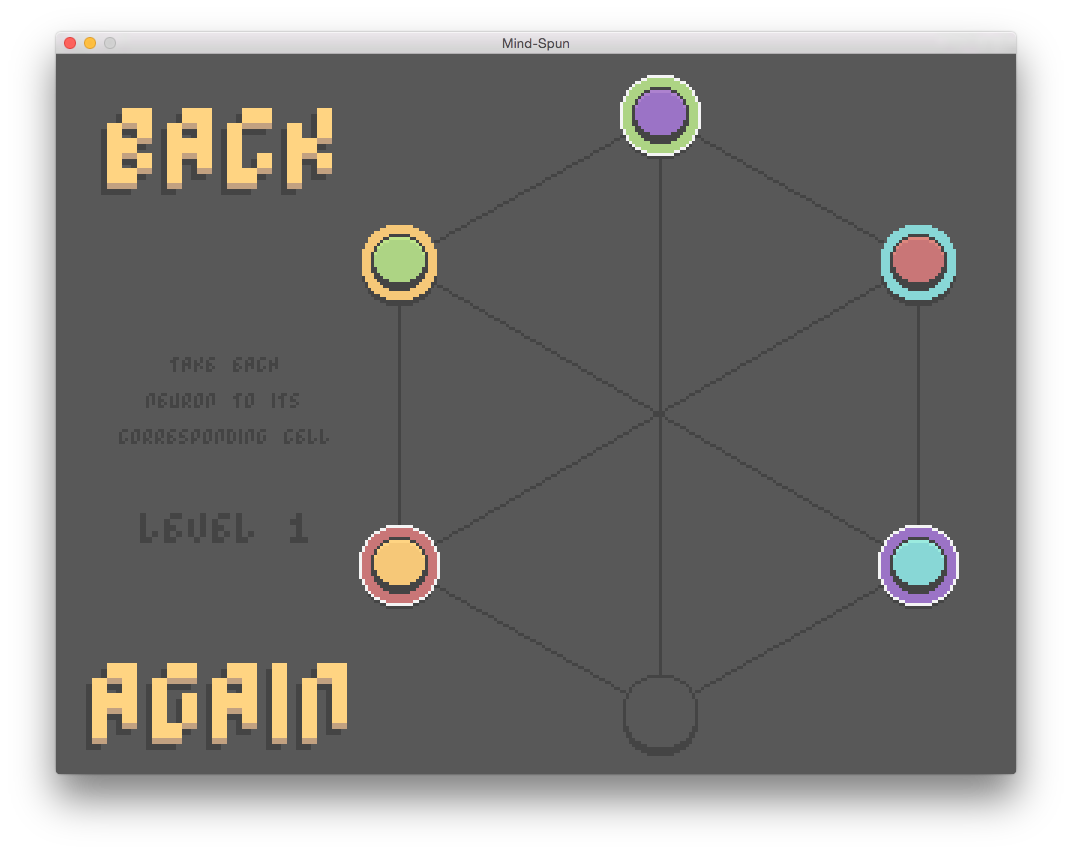 Mind-Spun
BACK
TAKE EACH
NEURON TO ITS
CORRESPONDING CELL
LEVEL 1
AGAIN